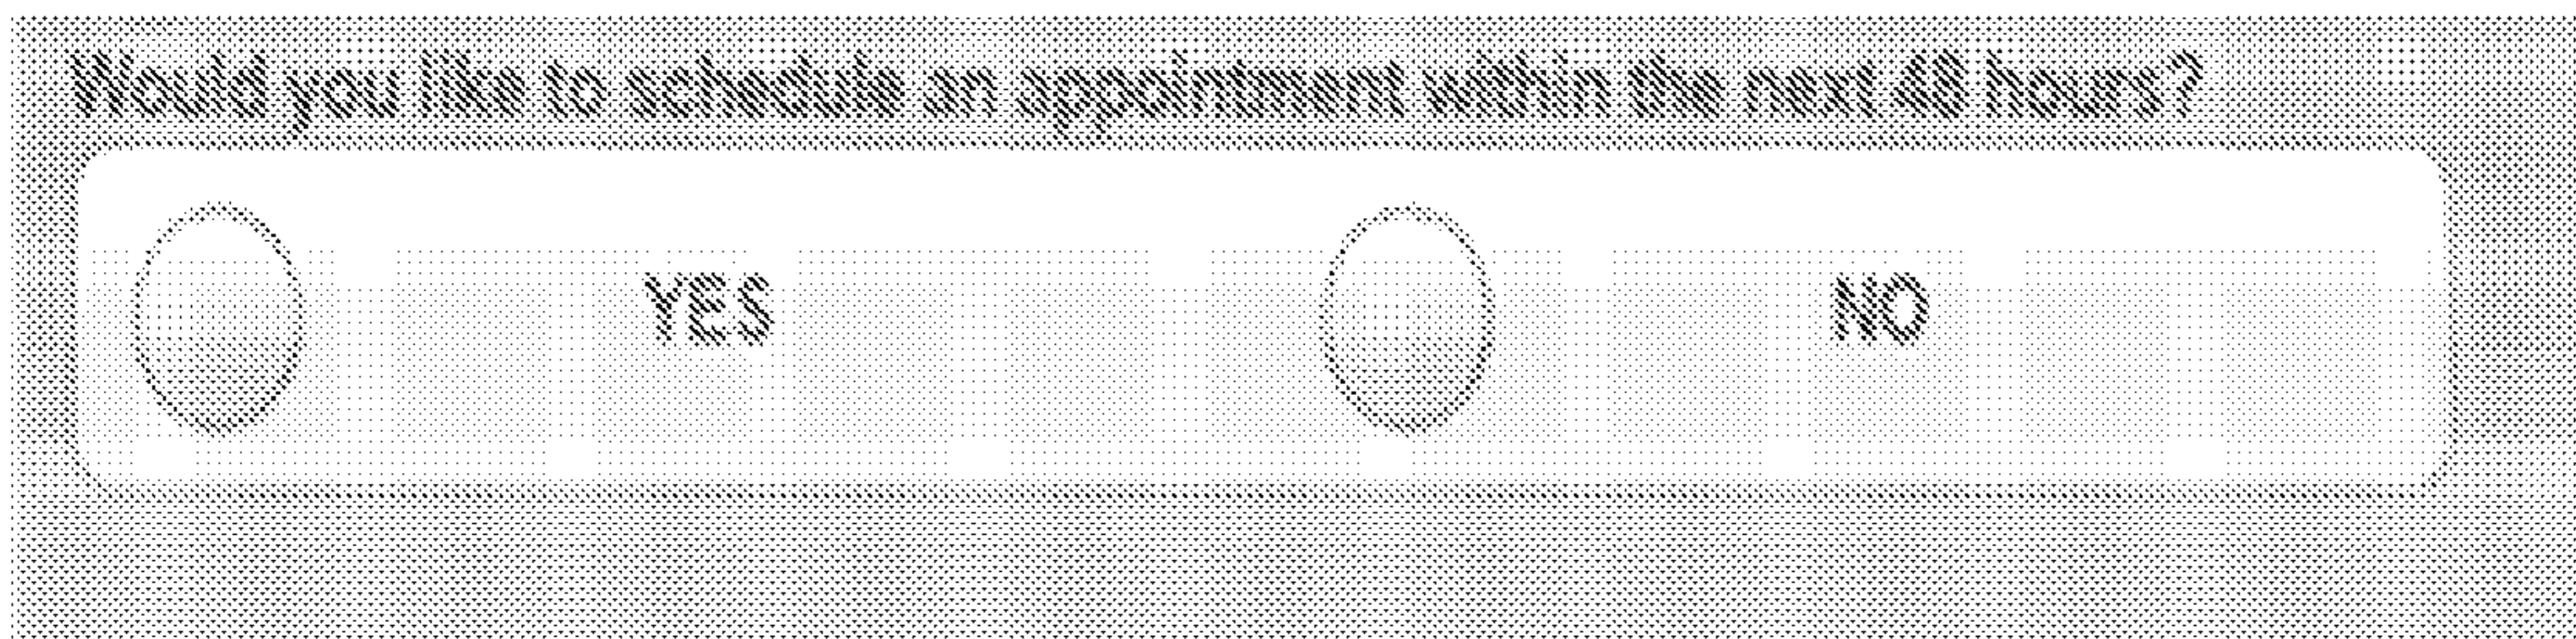 Would you like to schedule an appointment within the next 48 hours?
YES NO